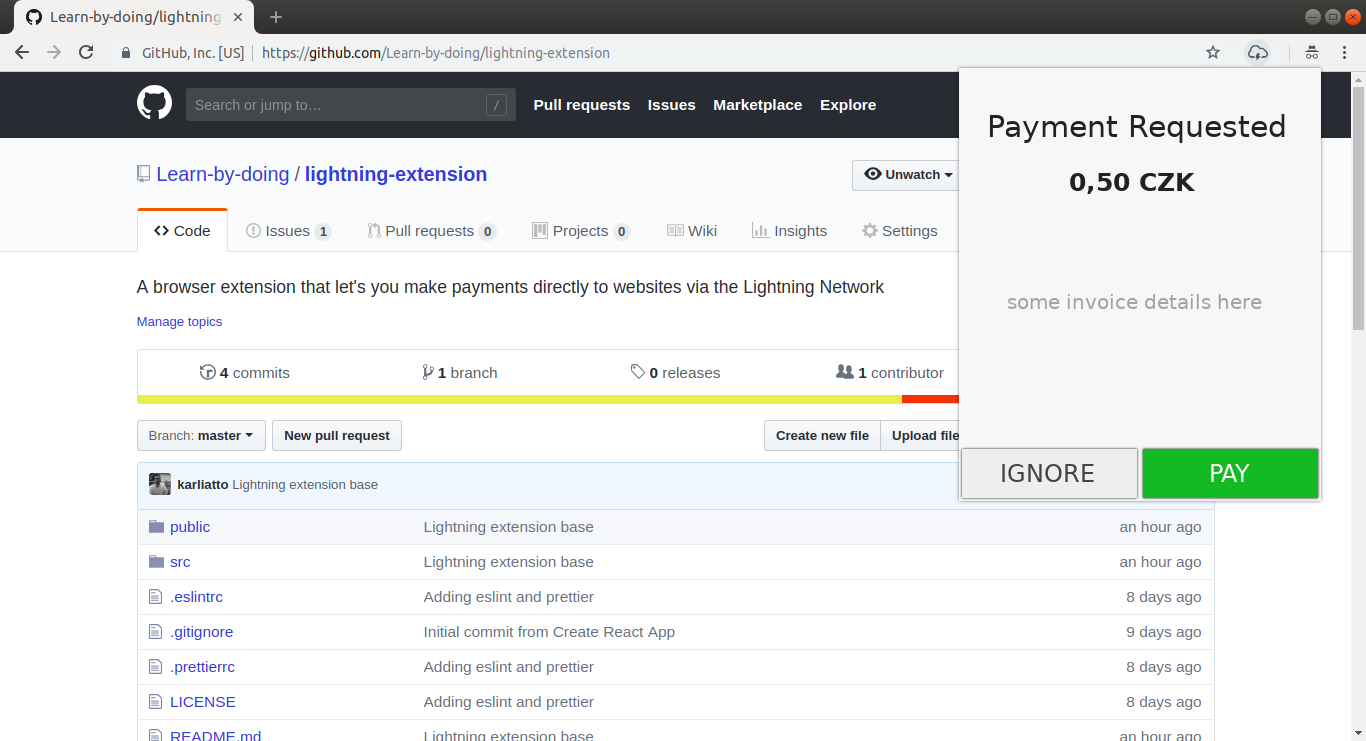 Learn-by-doing/lightning
GitHub, Inc. [US] https://github.com/Learn-by-doing/lightning-extension
Search or jump to… / Pull requests Issues Marketplace Explore
Learn-by-doing / lightning-extension Unwatch
Code Issues 1 Pull requests 0 Projects 0 Wiki Insights Settings
A browser extension that let's you make payments directly to websites via the Lightning Network
Manage topics
4 commits 1 branch 0 releases 1 contributor
Branch: master New pull request Create new file Upload file
karliatto Lightning extension base
public Lightning extension base an hour ago
src Lightning extension base an hour ago
.eslintrc Adding eslint and prettier 8 days ago
.gitignore Initial commit from Create React App 9 days ago
.prettierrc Adding eslint and prettier 8 days ago
LICENSE Adding eslint and prettier 8 days ago
README.md Lightning extension base an hour ago
Payment Requested
0,50 CZK
some invoice details here
IGNORE PAY